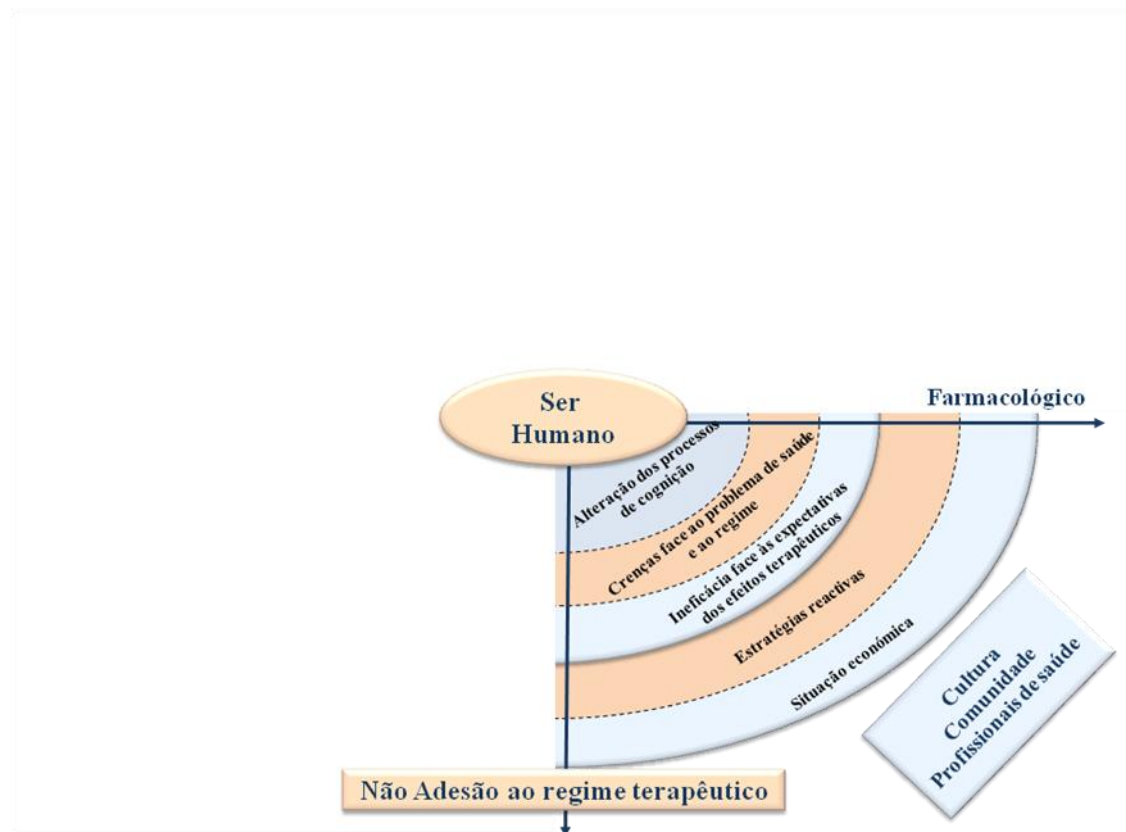 Ser
Humano
Farmacológico
Alteração dos processos
de cognição
Crenças face ao problema de saúde
e ao regime
Ineficácia face às expectativas
dos efeitos terapêuticos
Estratégias reactivas
Situação económica
Cultura
Comunidade
Profissionais de saúde
Não Adesão ao regime terapêutico